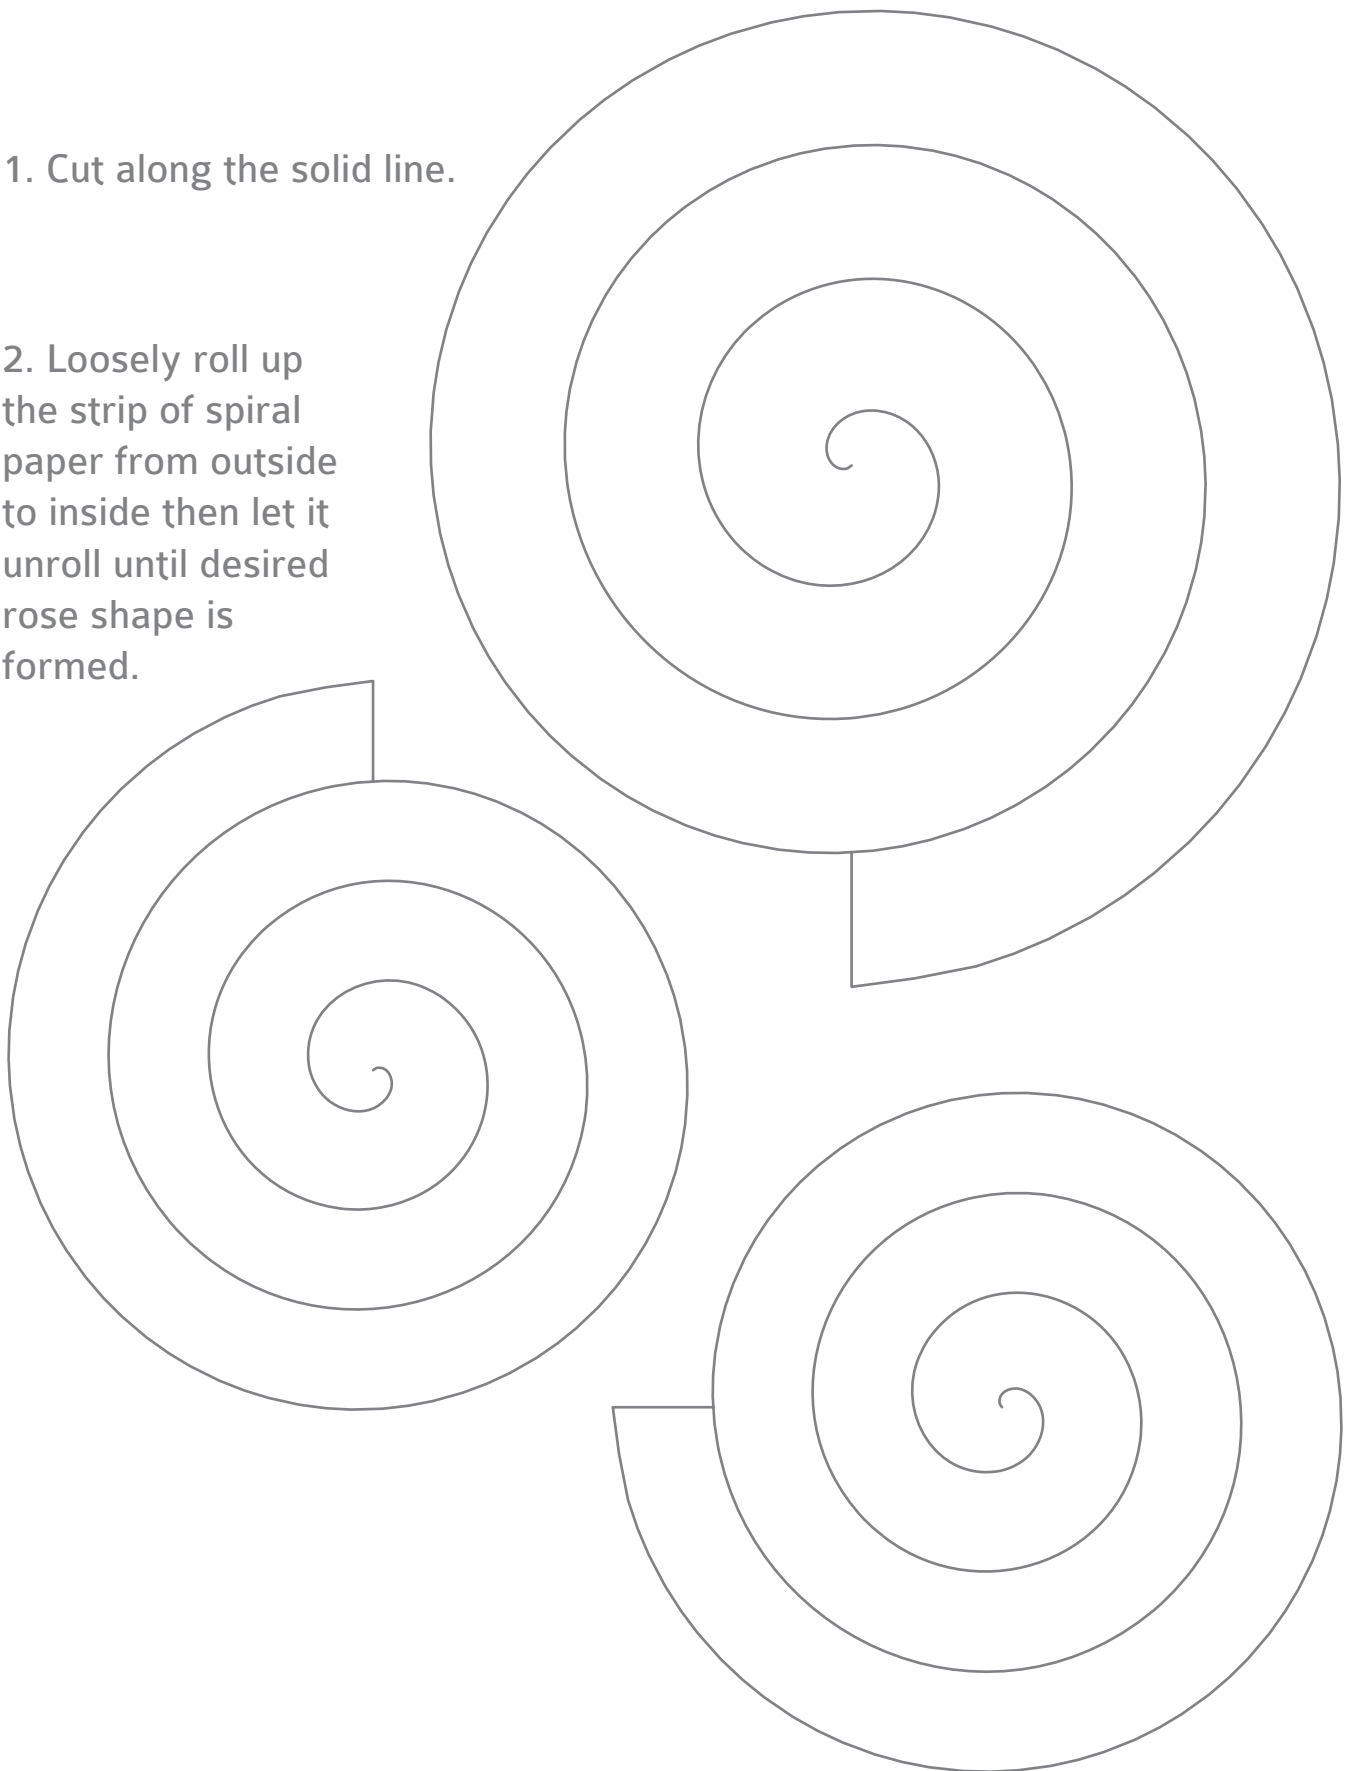 1. Cut along the solid line.
2. Loosely roll up
the strip of spiral
paper from outside
to inside then let it
unroll until desired
rose shape is
formed.